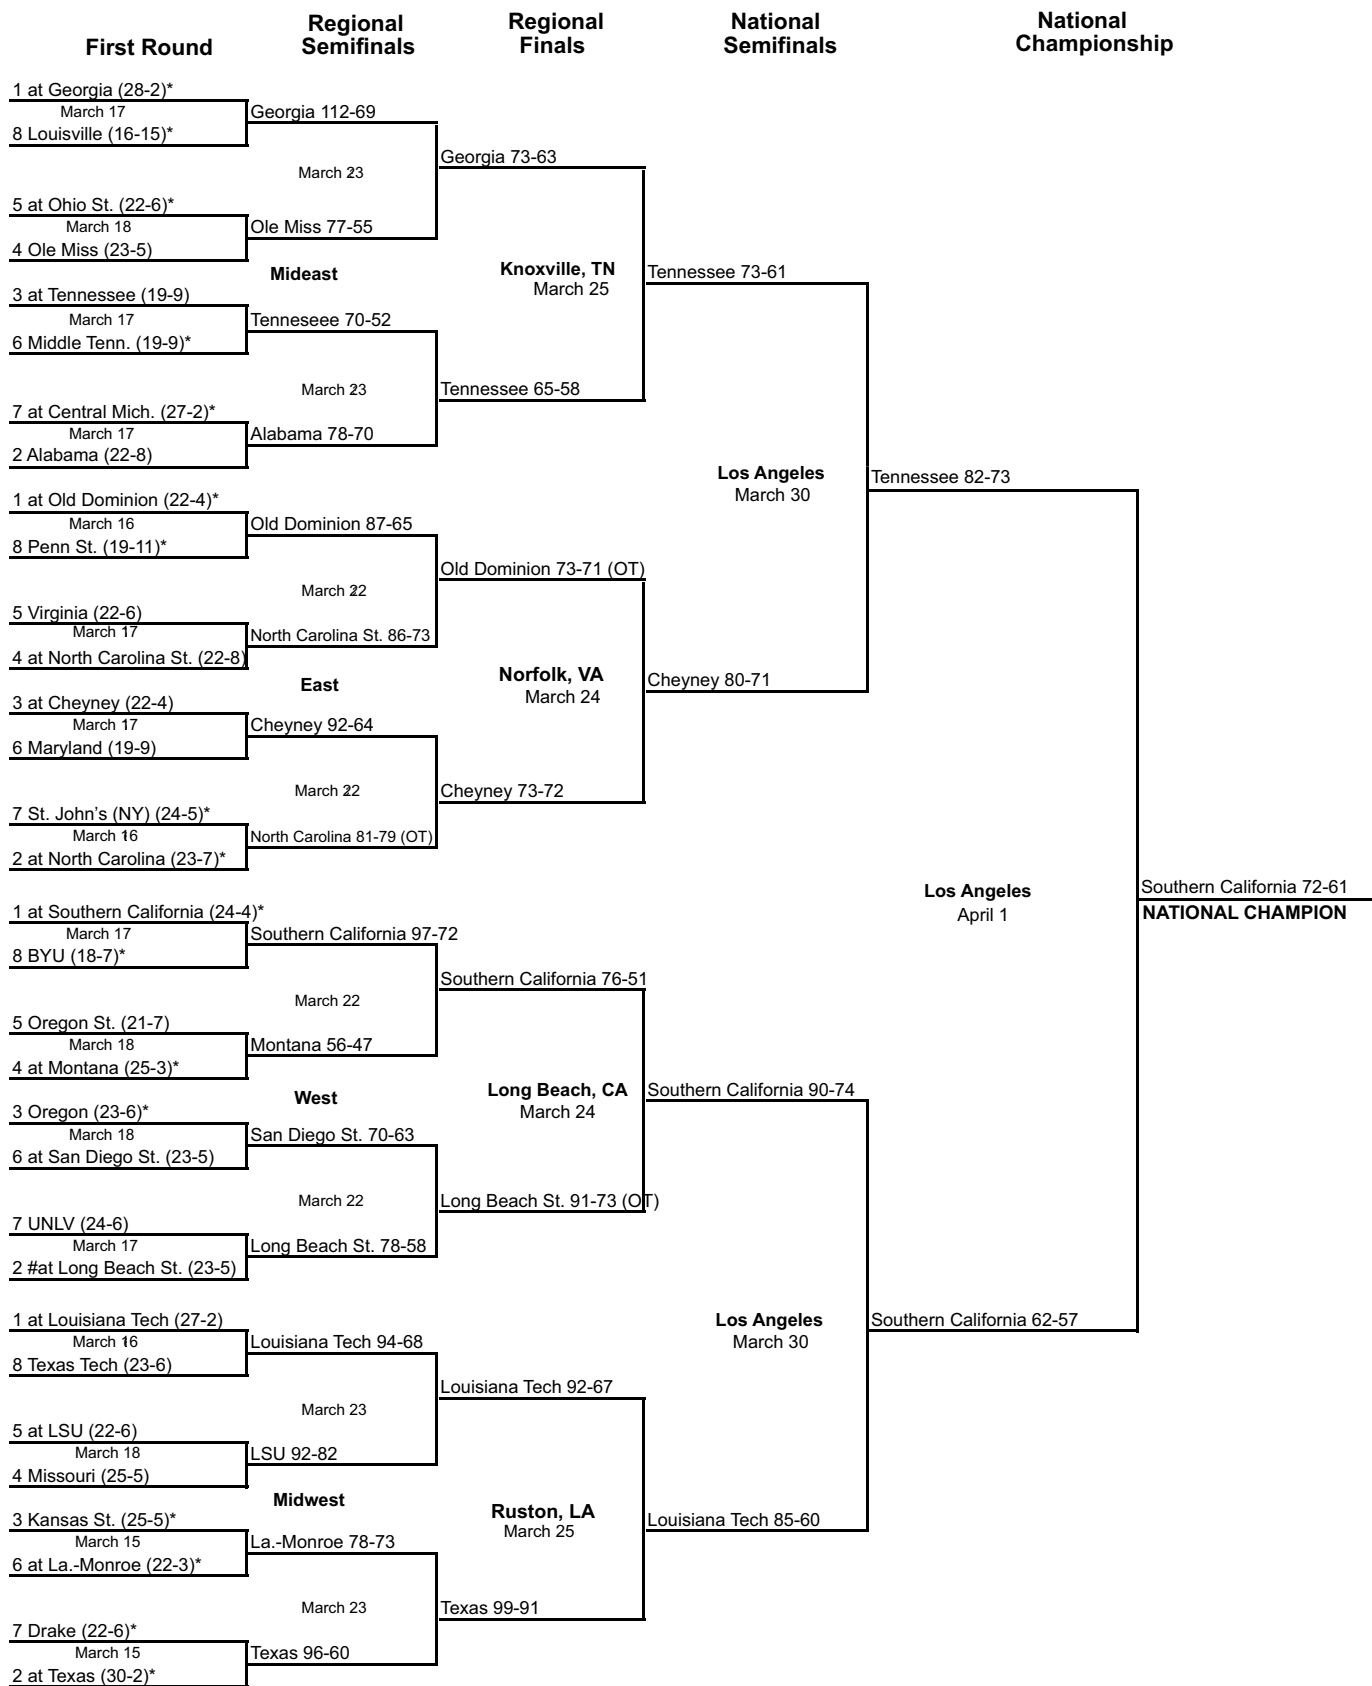 First Round
Regional
Semifinals
Regional
Finals
National
Semifinals
National
Championship
1 at Georgia (28-2)*
March 17
8 Louisville (16-15)*
Georgia 112-69
March 23
Georgia 73-63
5 at Ohio St. (22-6)*
March 18
4 Ole Miss (23-5)
Ole Miss 77-55
Mideast
Knoxville, TN
March 25
Tennessee 73-61
3 at Tennessee (19-9)
March 17
6 Middle Tenn. (19-9)*
Tenneseee 70-52
March 23
Tennessee 65-58
7 at Central Mich. (27-2)*
March 17
2 Alabama (22-8)
Alabama 78-70
Los Angeles
March 30
Tennessee 82-73
1 at Old Dominion (22-4)*
March 16
8 Penn St. (19-11)*
Old Dominion 87-65
March 22
Old Dominion 73-71 (OT)
5 Virginia (22-6)
March 17
4 at North Carolina St. (22-8)
North Carolina St. 86-73
East
Norfolk, VA
March 24
Cheyney 80-71
3 at Cheyney (22-4)
March 17
6 Maryland (19-9)
Cheyney 92-64
March 22
Cheyney 73-72
7 St. John's (NY) (24-5)*
March 16
2 at North Carolina (23-7)*
North Carolina 81-79 (OT)
Los Angeles
April 1
Southern California 72-61
NATIONAL CHAMPION
1 at Southern California (24-4)*
March 17
8 BYU (18-7)*
Southern California 97-72
March 22
Southern California 76-51
5 Oregon St. (21-7)
March 18
4 at Montana (25-3)*
Montana 56-47
West
Long Beach, CA
March 24
Southern California 90-74
3 Oregon (23-6)*
March 18
6 at San Diego St. (23-5)
San Diego St. 70-63
March 22
Long Beach St. 91-73 (OT)
7 UNLV (24-6)
March 17
2 #at Long Beach St. (23-5)
Long Beach St. 78-58
Los Angeles
March 30
Southern California 62-57
1 at Louisiana Tech (27-2)
March 16
8 Texas Tech (23-6)
Louisiana Tech 94-68
March 23
Louisiana Tech 92-67
5 at LSU (22-6)
March 18
4 Missouri (25-5)
LSU 92-82
Midwest
Ruston, LA
March 25
Louisiana Tech 85-60
3 Kansas St. (25-5)*
March 15
6 at La.-Monroe (22-3)*
La.-Monroe 78-73
March 23
Texas 99-91
7 Drake (22-6)*
March 15
2 at Texas (30-2)*
Texas 96-60